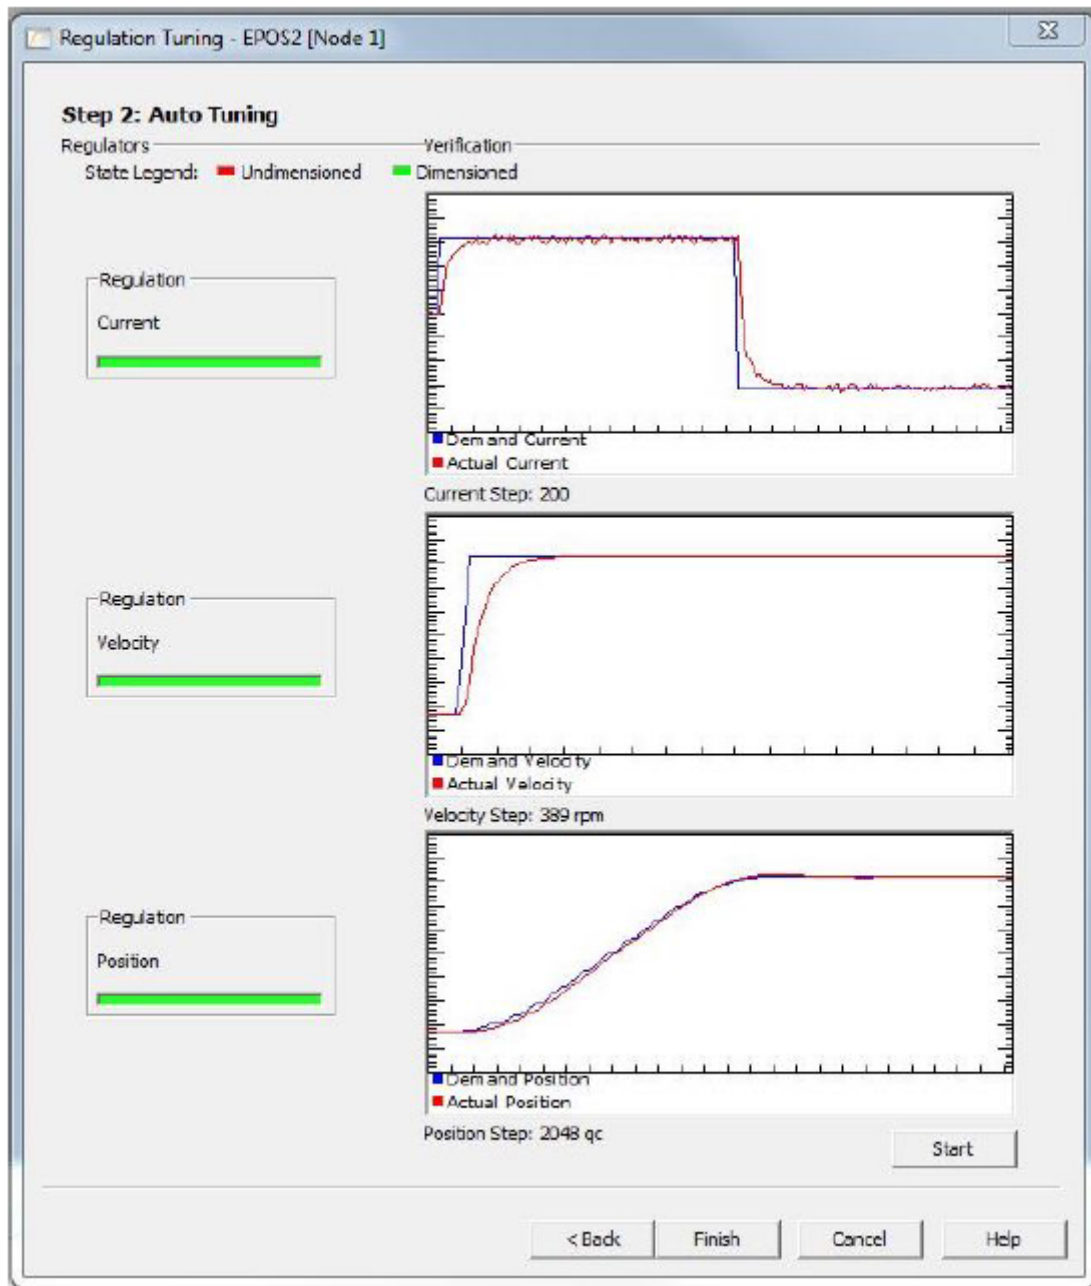 Regulation Tuning - EPOS2 [Node 1]
Step 2: Auto Tuning
Regulators
Verification
State Legend: Undimensioned Dimensioned
Regulation
Current
Demand Current
Actual Current
Current Step: 200
Regulation
Velocity
Demand Velocity
Actual Velocity
Velocity Step: 389 rpm
Regulation
Position
Demand Position
Actual Position
Position Step: 2048 qc
Start
< Back
Finish
Cancel
Help